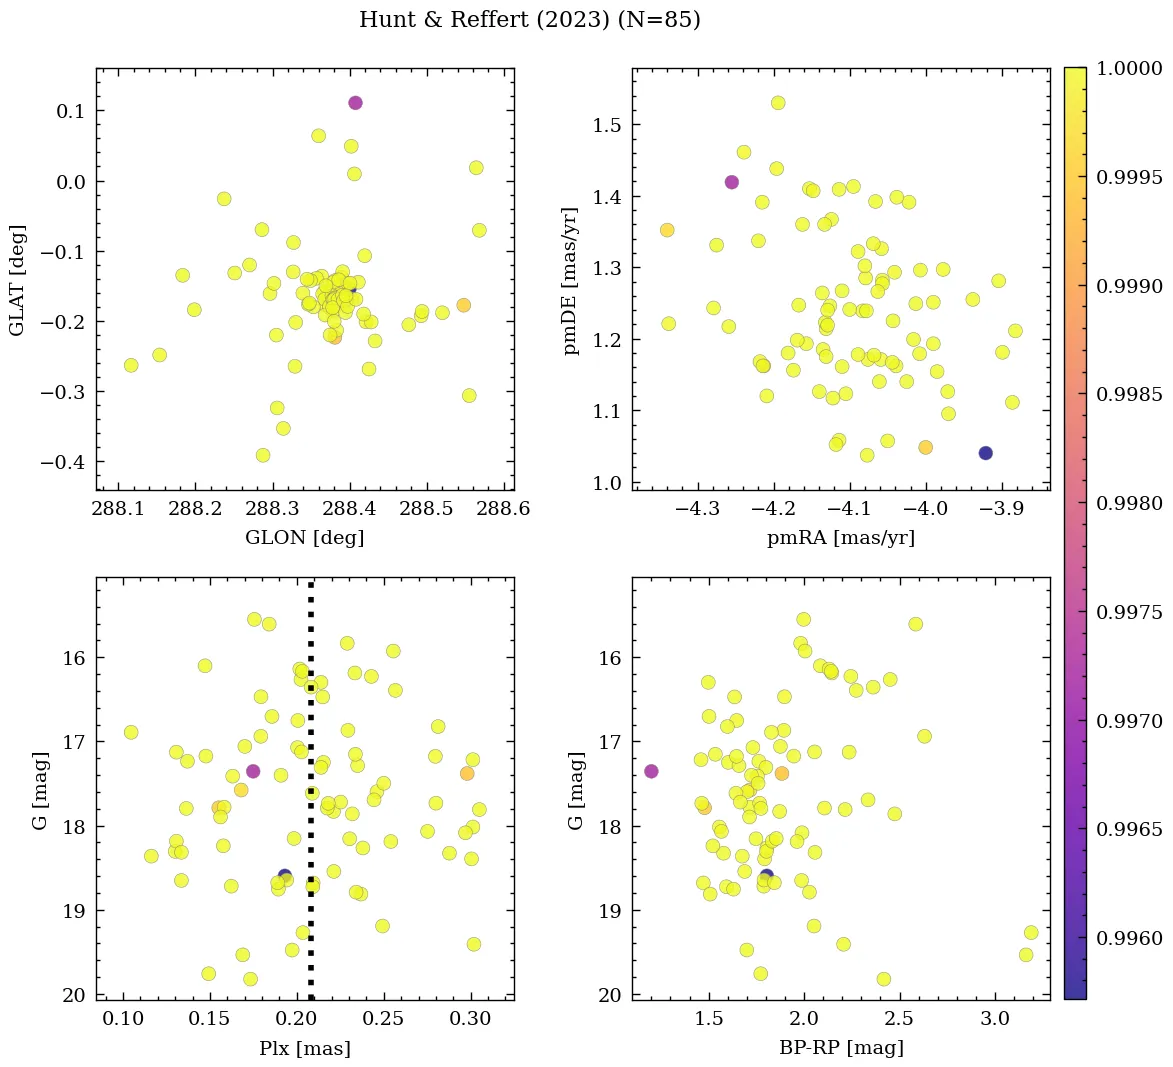 Hunt & Reffert (2023) (N=85)
0.1
0.0
−0.1
−0.2
−0.3
−0.4
GLAT [deg]
288.1 288.2 288.3 288.4 288.5 288.6
GLON [deg]
1.5
1.4
1.3
1.2
1.1
1.0
pmDE [mas/yr]
−4.3 −4.2 −4.1 −4.0 −3.9
pmRA [mas/yr]
16
17
18
19
20
G [mag]
0.10 0.15 0.20 0.25 0.30
Plx [mas]
16
17
18
19
20
G [mag]
1.5 2.0 2.5 3.0
BP-RP [mag]
1.0000
0.9995
0.9990
0.9985
0.9980
0.9975
0.9970
0.9965
0.9960